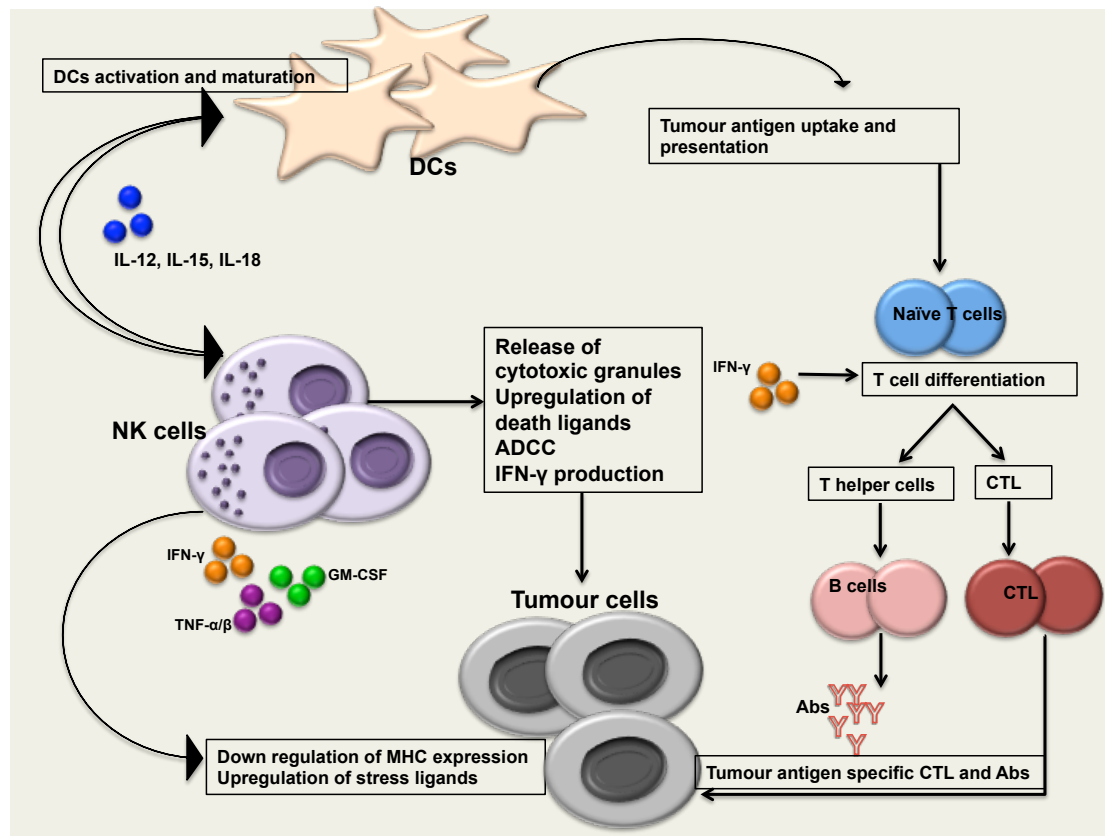 DCs activation and maturation
DCs
Tumour antigen uptake and
presentation
IL-12, IL-15, IL-18
Naïve T cells
IFN-γ
T cell differentiation
Release of
cytotoxic granules
Upregulation of
death ligands
ADCC
IFN-γ production
NK cells
T helper cells
CTL
IFN-γ
GM-CSF
TNF-α/β
B cells
CTL
Tumour cells
Abs
YY
YYY
Y
Y
Down regulation of MHC expression
Upregulation of stress ligands
Tumour antigen specific CTL and Abs